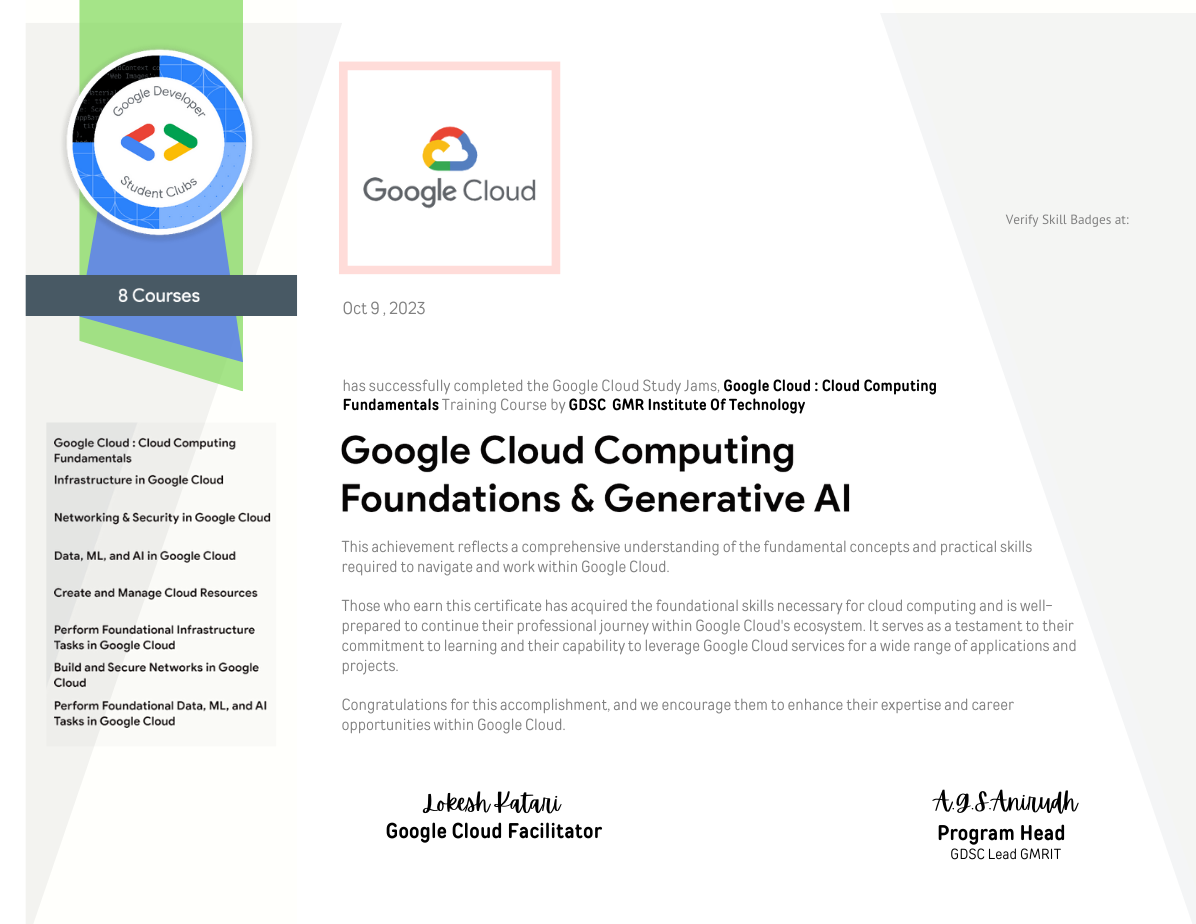 Google Developer
Student Clubs
8 Courses
Google Cloud : Cloud Computing
Fundamentals
Infrastructure in Google Cloud
Networking & Security in Google Cloud
Data, ML, and AI in Google Cloud
Create and Manage Cloud Resources
Perform Foundational Infrastructure
Tasks in Google Cloud
Build and Secure Networks in Google
Cloud
Perform Foundational Data, ML, and AI
Tasks in Google Cloud
Google Cloud
Verify Skill Badges at:
Oct 9 , 2023
has successfully completed the Google Cloud Study Jams, Google Cloud : Cloud Computing
Fundamentals Training Course by GDSC GMR Institute Of Technology
Google Cloud Computing
Foundations & Generative AI
This achievement reflects a comprehensive understanding of the fundamental concepts and practical skills
required to navigate and work within Google Cloud.
Those who earn this certificate has acquired the foundational skills necessary for cloud computing and is well-
prepared to continue their professional journey within Google Cloud's ecosystem. It serves as a testament to their
commitment to learning and their capability to leverage Google Cloud services for a wide range of applications and
projects.
Congratulations for this accomplishment, and we encourage them to enhance their expertise and career
opportunities within Google Cloud.
Lokesh Katari
Google Cloud Facilitator
A.g.S.Anirudh
Program Head
GDSC Lead GMRIT